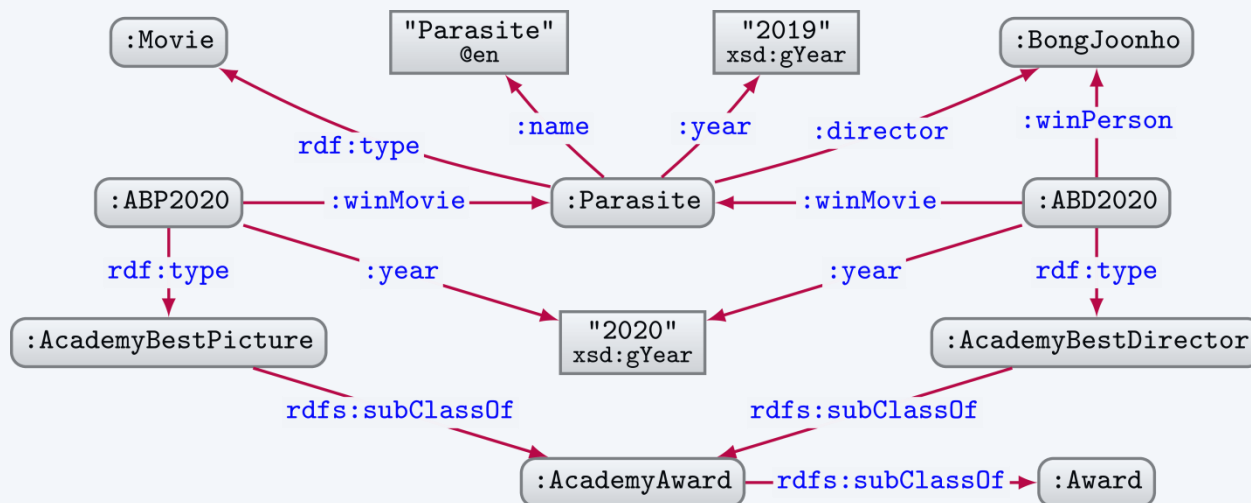 :Movie
"Parasite"
@en
"2019"
xsd:gYear
:BongJoonho
:name
:year
:director
:winPerson
rdf:type
:ABP2020
:winMovie
:Parasite
:winMovie
:ABD2020
rdf:type
:year
:year
rdf:type
:AcademyBestPicture
"2020"
xsd:gYear
:AcademyBestDirector
rdfs:subClassOf
rdfs:subClassOf
:AcademyAward
rdfs:subClassOf
:Award